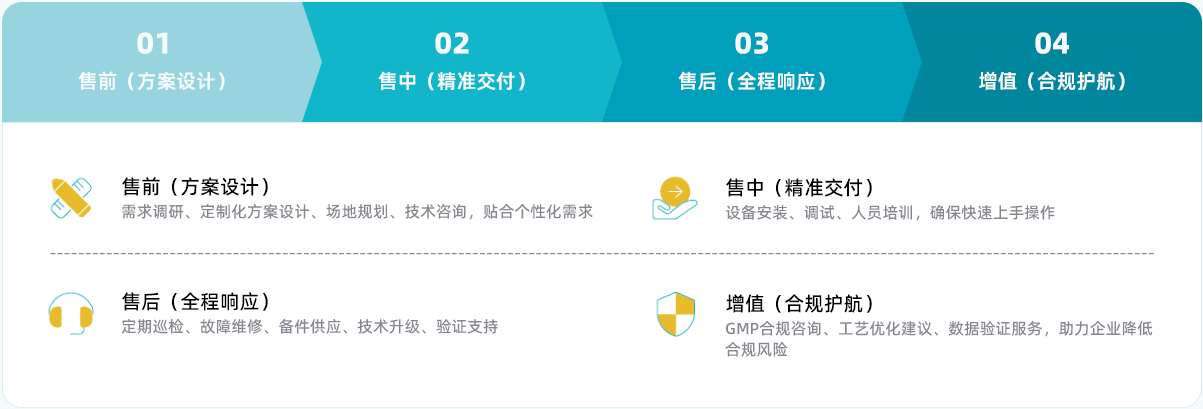 01
售前（方案设计）
02
售中（精准交付）
03
售后（全程响应）
04
增值（合规护航）
售前（方案设计）
需求调研、定制化方案设计、场地规划、技术咨询，贴合个性化需求
售中（精准交付）
设备安装、调试、人员培训，确保快速上手操作
售后（全程响应）
定期巡检、故障维修、备件供应、技术升级、验证支持
增值（合规护航）
GMP合规咨询、工艺优化建议、数据验证服务，助力企业降低
合规风险